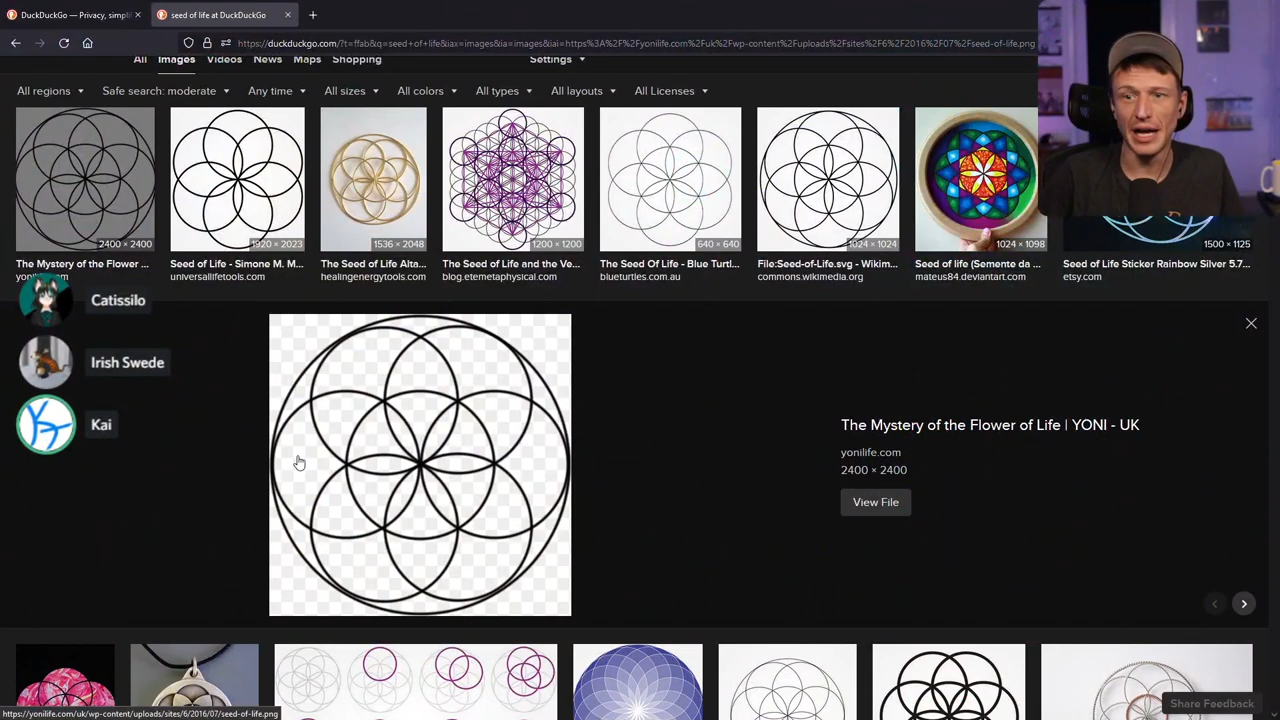 DuckDuckGo — Privacy, simplif
seed of life at DuckDuckGo
https://duckduckgo.com/?t=ffab&q=seed+of+life&iax=images&ia=images&iai=https%3A%2F%2Fyonilife.com%2Fuk%2Fwp-content%2Fuploads%2Fsites%2F6%2F2016%2F07%2Fseed-of-life.png
All Images Videos News Maps Shopping Settings
All regions Safe search: moderate Any time All sizes All colors All types All layouts All Licenses
2400 × 2400 1920 × 2023 1536 × 2048 1200 × 1200 640 × 640 1024 × 1024 1024 × 1098 1500 × 1125
The Mystery of the Flower ... Seed of Life - Simone M. M... The Seed of Life Alta... The Seed of Life and the Ve... The Seed Of Life - Blue Turtl... File:Seed-of-Life.svg - Wikim... Seed of life (Semente da ... Seed of Life Sticker Rainbow Silver 5.7...
universallifetools.com healingenergytools.com blog.etemetaphysical.com blueturtles.com.au commons.wikimedia.org mateus84.deviantart.com etsy.com
Catissilo
Irish Swede
Kai
The Mystery of the Flower of Life | YONI - UK
yonilife.com
2400 × 2400
View File
Share Feedback
https://yonilife.com/uk/wp-content/uploads/sites/6/2016/07/seed-of-life.png